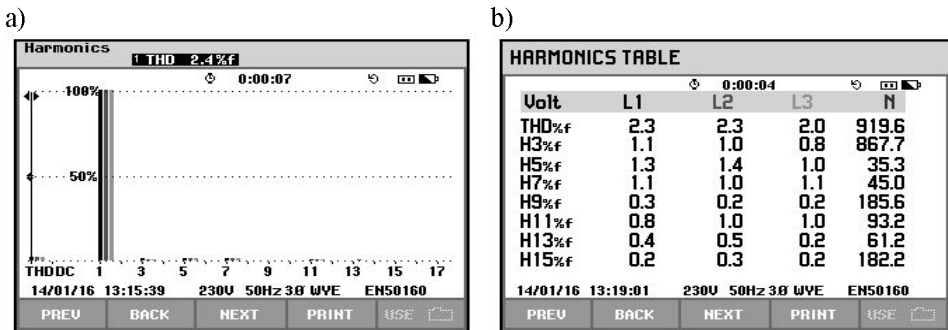 a)
Harmonics
1 THD 2.4%f
0:00:07
100%
50%
THDDC 1 3 5 7 9 11 13 15 17
14/01/16 13:15:39 230V 50Hz 3Ø WYE EN50160
PREV BACK NEXT PRINT USE
b)
HARMONICS TABLE
0:00:04
Volt L1 L2 L3 N
THD%f 2.3 2.3 2.0 919.6
H3%f 1.1 1.0 0.8 867.7
H5%f 1.3 1.4 1.0 35.3
H7%f 1.1 1.0 1.1 45.0
H9%f 0.3 0.2 0.2 185.6
H11%f 0.8 1.0 1.0 93.2
H13%f 0.4 0.5 0.2 61.2
H15%f 0.2 0.3 0.2 182.2
14/01/16 13:19:01 230V 50Hz 3Ø WYE EN50160
PREV BACK NEXT PRINT USE